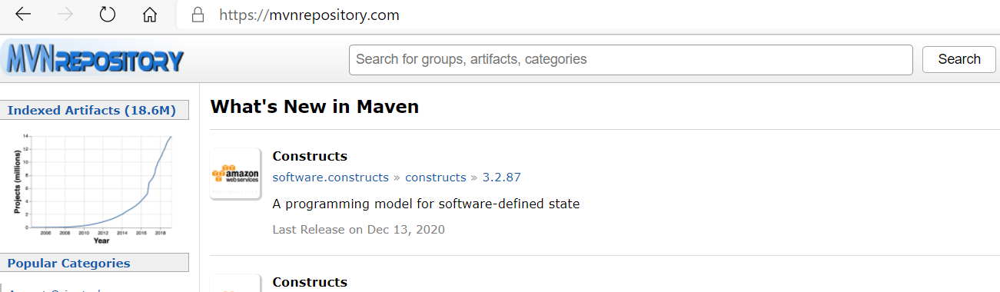 https://mvnrepository.com
MVNREPOSITORY
Search for groups, artifacts, categories
Search
Indexed Artifacts (18.6M)
Projects (millions)
14
12
10
8
6
4
2
0
2006 2008 2010 2012 2014 2016 2018
Year
Popular Categories
What's New in Maven
amazon
webservices
Constructs
software.constructs » constructs » 3.2.87
A programming model for software-defined state
Last Release on Dec 13, 2020
Constructs